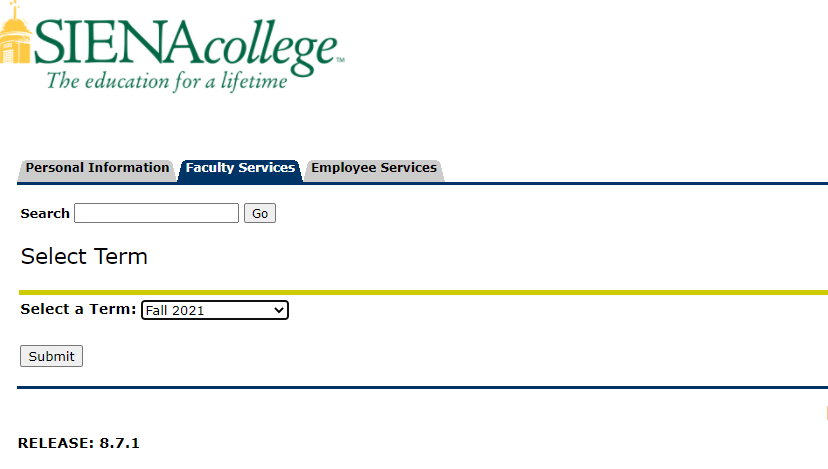 SIENAcollege™
The education for a lifetime
Personal Information Faculty Services Employee Services
Search Go
Select Term
Select a Term: Fall 2021
Submit
RELEASE: 8.7.1